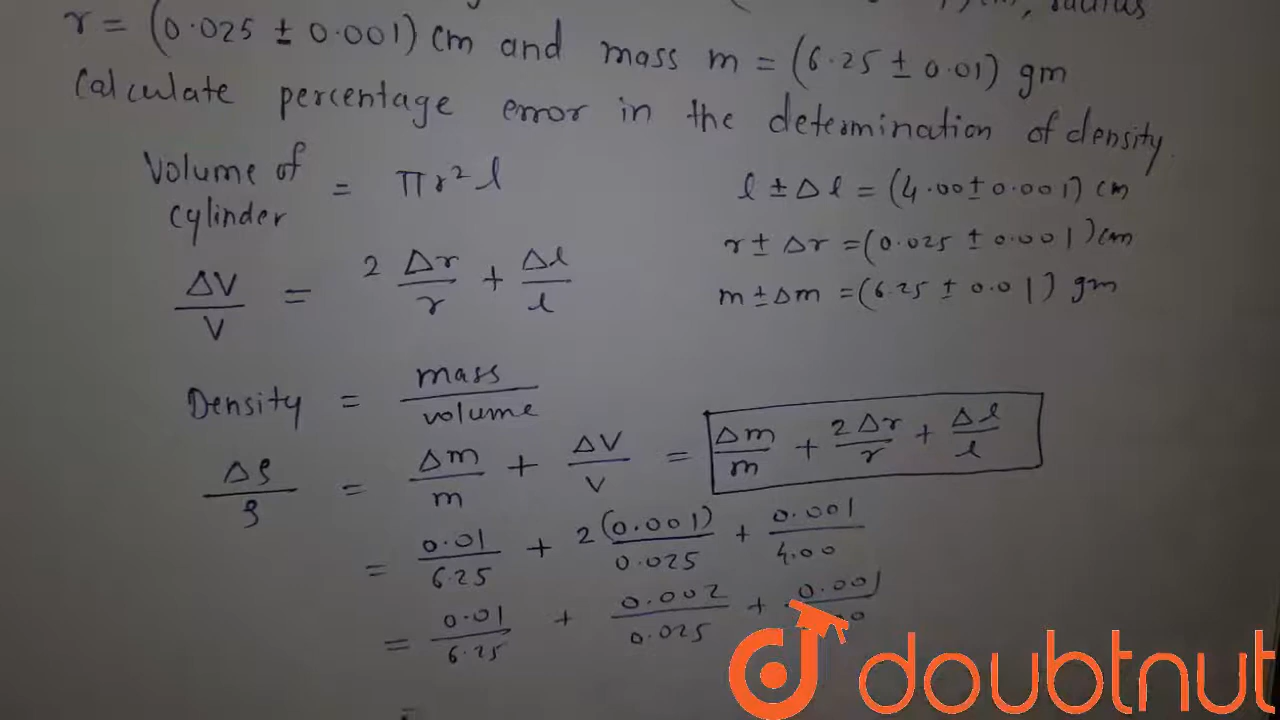 cm, radius
r = (0.025 ± 0.001) cm and mass m = (6.25 ± 0.01) gm
Calculate percentage error in the determination of density.
Volume of cylinder = πr²l
l ± Δl = (4.00 ± 0.001) cm
r ± Δr = (0.025 ± 0.001) cm
m ± Δm = (6.25 ± 0.01) gm
ΔV/V = 2 Δr/r + Δl/l
Density = mass/volume
Δρ/ρ = Δm/m + ΔV/V = Δm/m + 2Δr/r + Δl/l
= 0.01/6.25 + 2(0.001)/0.025 + 0.001/4.00
= 0.01/6.25 + 0.002/0.025 + 0.001/
doubtnut